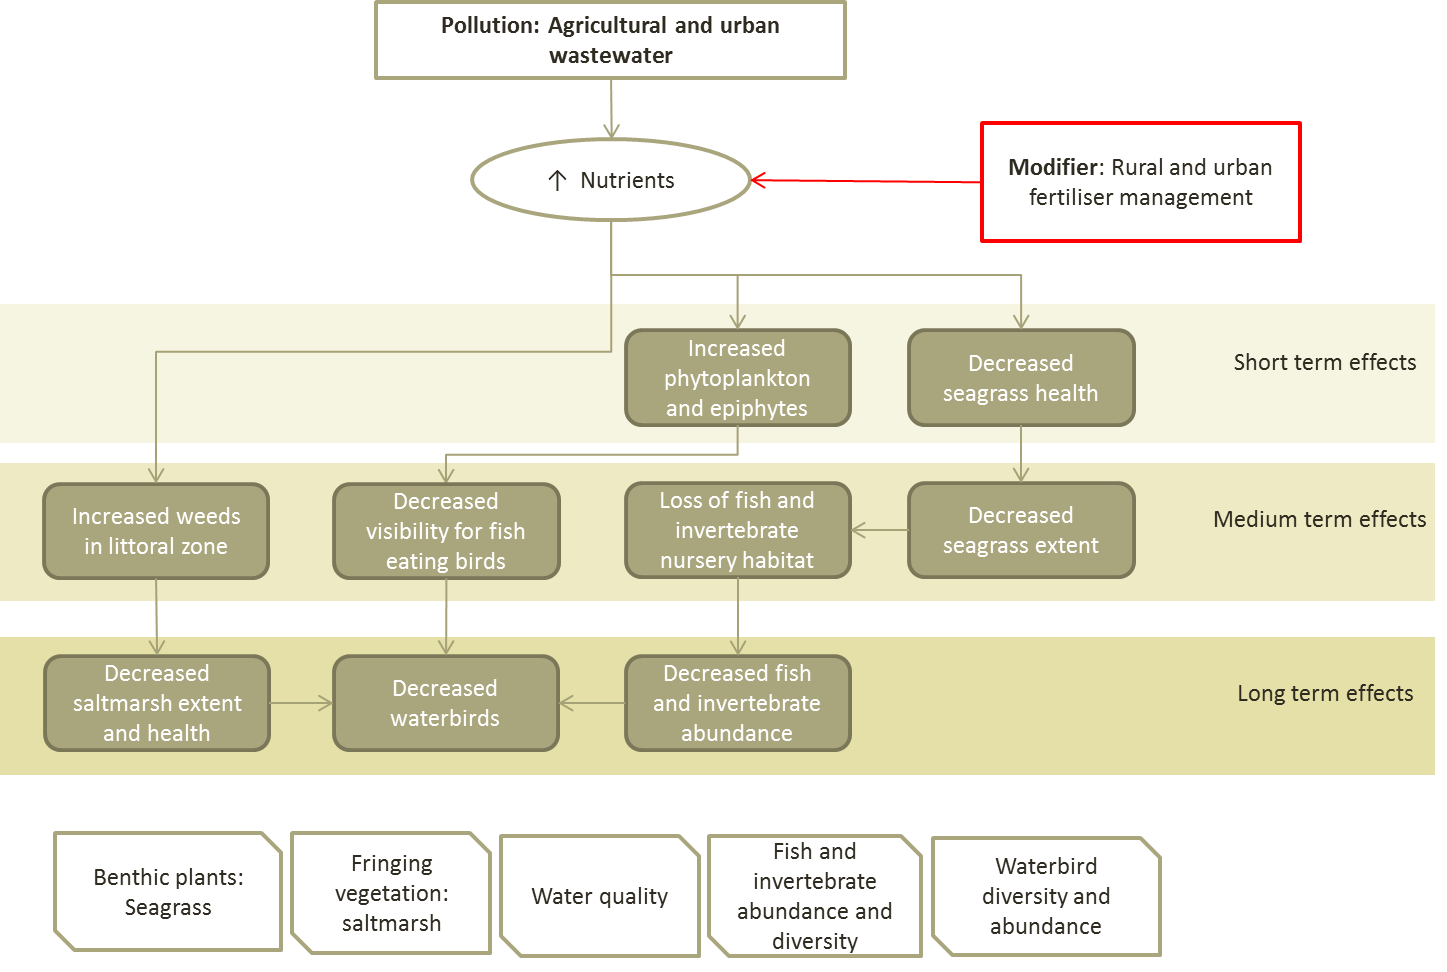 Pollution: Agricultural and urban
wastewater
↑ Nutrients
Modifier: Rural and urban
fertiliser management
Increased
phytoplankton
and epiphytes
Decreased
seagrass health
Short term effects
Increased weeds
in littoral zone
Decreased
visibility for fish
eating birds
Loss of fish and
invertebrate
nursery habitat
Decreased
seagrass extent
Medium term effects
Decreased
saltmarsh extent
and health
Decreased
waterbirds
Decreased fish
and invertebrate
abundance
Long term effects
Benthic plants:
Seagrass
Fringing
vegetation:
saltmarsh
Water quality
Fish and
invertebrate
abundance and
diversity
Waterbird
diversity and
abundance